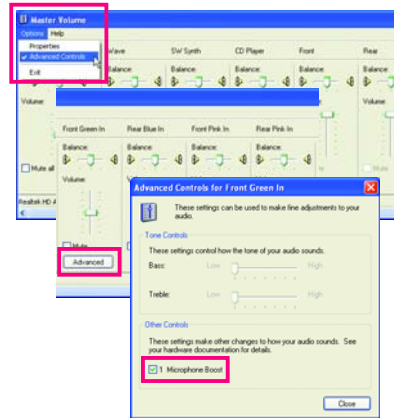 Master Volume
Options Help
Properties
Advanced Controls
Exit
Wave
SW Synth
CD Player
Front
Rear
Balance:
Balance:
Balance:
Balance:
Balance:
Volume:
Volume:
Mute all
Mute
Realtek HD A
Front Green In
Rear Blue In
Front Pink In
Rear Pink In
Balance:
Balance:
Balance:
Balance:
Volume:
Mute
Advanced
Advanced Controls for Front Green In
These settings can be used to make fine adjustments to your
audio.
Tone Controls
These settings control how the tone of your audio sounds.
Bass:
Low
High
Treble:
Low
High
Other Controls
These settings make other changes to how your audio sounds. See
your hardware documentation for details.
1 Microphone Boost
Close